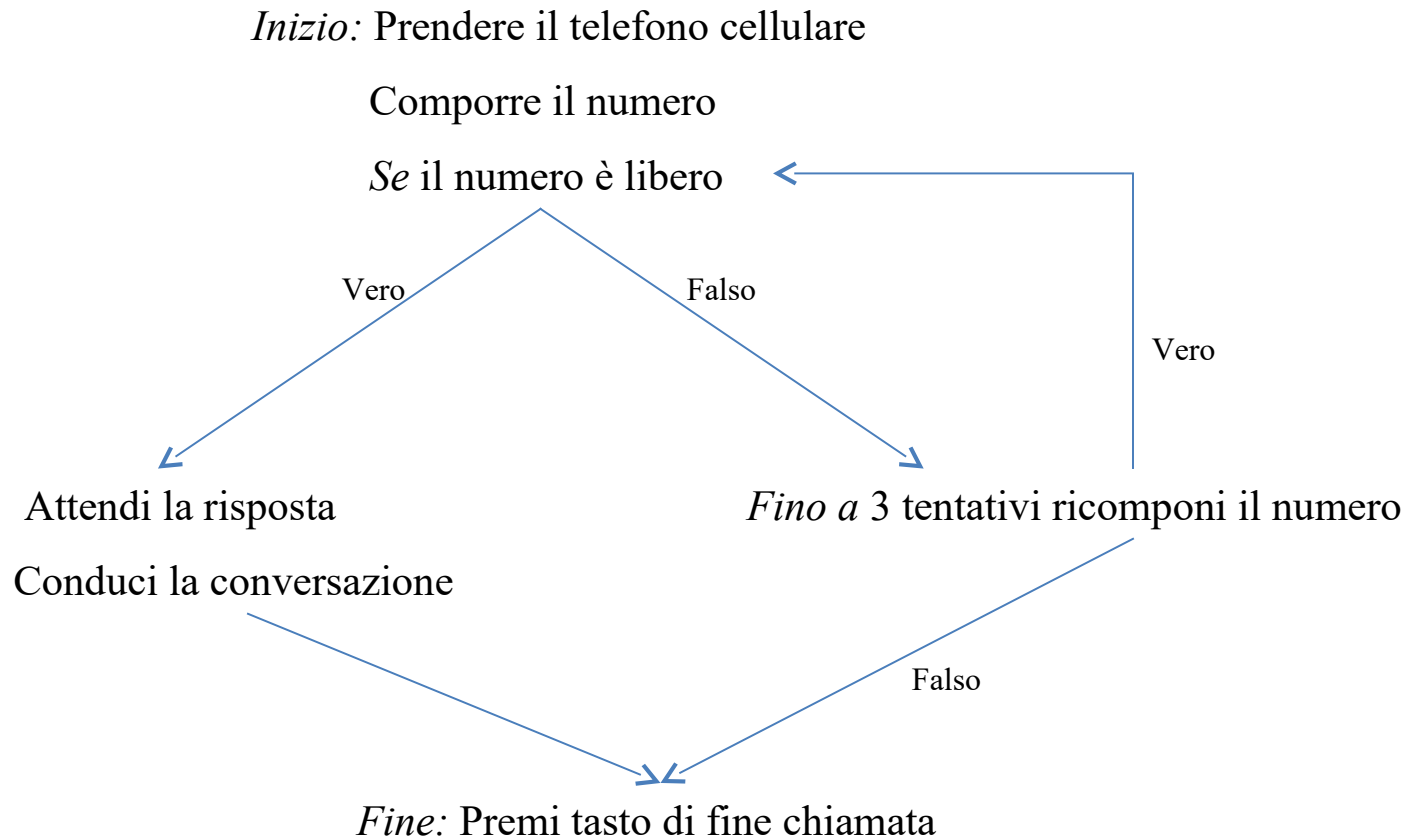 Inizio: Prendere il telefono cellulare
Comporre il numero
Se il numero è libero
Vero
Falso
Vero
Attendi la risposta
Fino a 3 tentativi ricomponi il numero
Conduci la conversazione
Falso
Fine: Premi tasto di fine chiamata